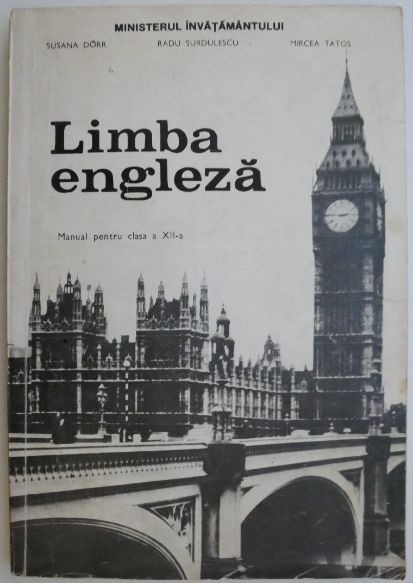 MINISTERUL ÎNVĂȚĂMÂNTULUI
SUSANA DÖRR RADU SURDULESCU MIRCEA TATOS
Limba
engleză
Manual pentru clasa a XII-a